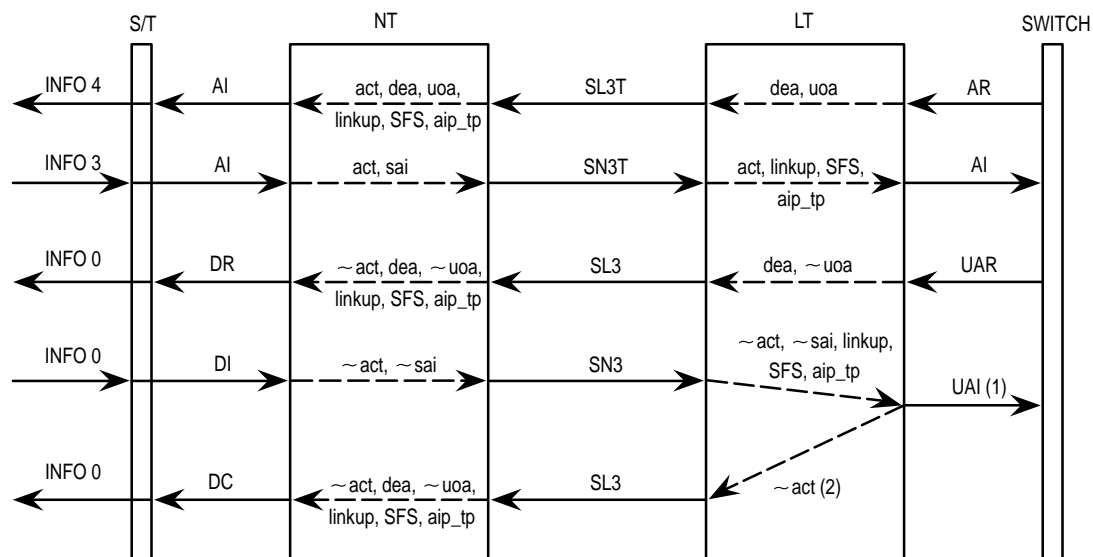 S/T NT LT SWITCH
INFO 4 AI act, dea, uoa, SL3T dea, uoa AR
linkup, SFS, aip_tp
INFO 3 AI act, sai SN3T act, linkup, SFS, AI
aip_tp
INFO 0 DR ~act, dea, ~uoa, SL3 dea, ~uoa UAR
linkup, SFS, aip_tp
~act, ~sai, linkup,
INFO 0 DI ~act, ~sai SN3 SFS, aip_tp
UAI (1)
INFO 0 DC ~act, dea, ~uoa, SL3 ~act (2)
linkup, SFS, aip_tp